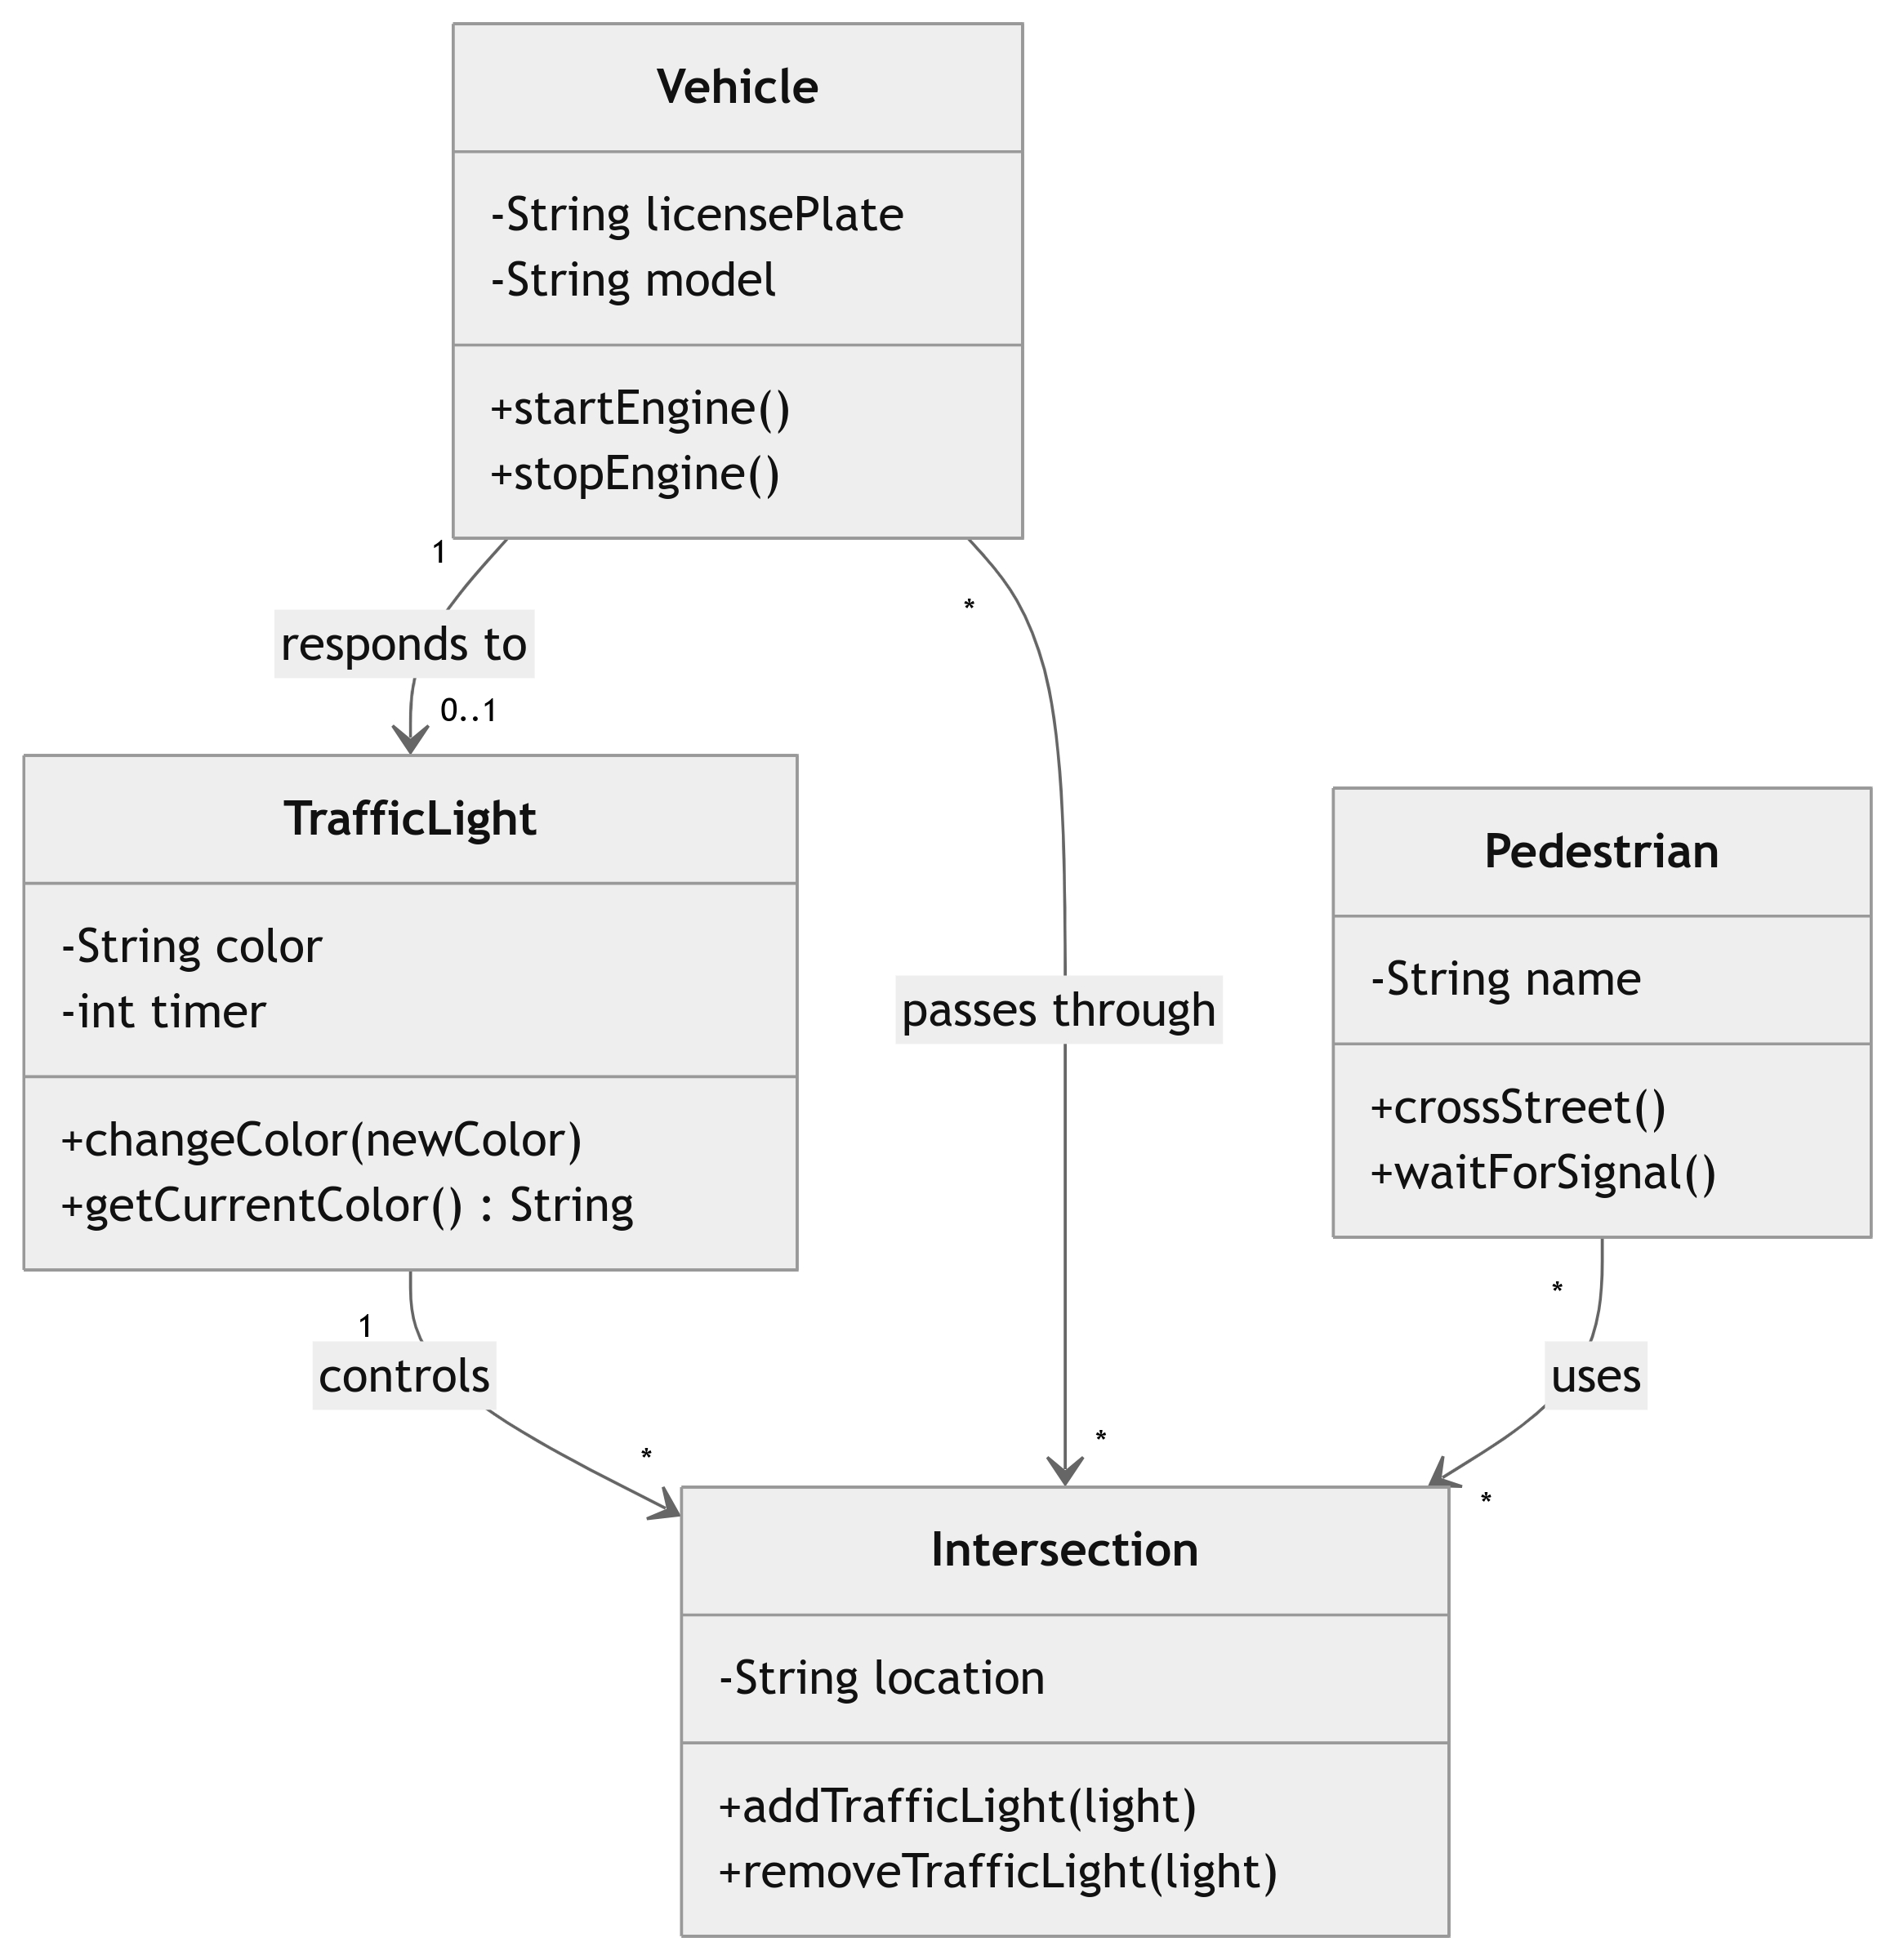 Vehicle
-String licensePlate
-String model
+startEngine()
+stopEngine()
1
*
responds to
0..1
TrafficLight
-String color
-int timer
+changeColor(newColor)
+getCurrentColor() : String
passes through
Pedestrian
-String name
+crossStreet()
+waitForSignal()
1
*
controls
uses
*
*
*
Intersection
-String location
+addTrafficLight(light)
+removeTrafficLight(light)